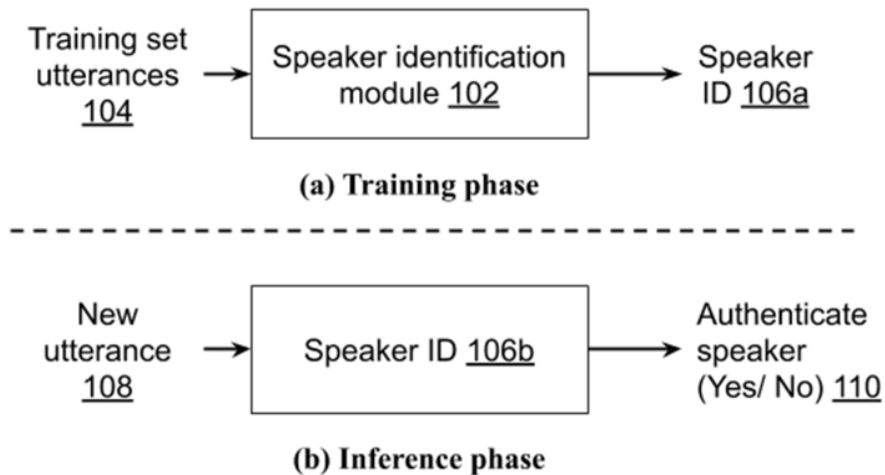 Training set
utterances
104
Speaker identification
module 102
Speaker
ID 106a
(a) Training phase
New
utterance
108
Speaker ID 106b
Authenticate
speaker
(Yes/ No) 110
(b) Inference phase